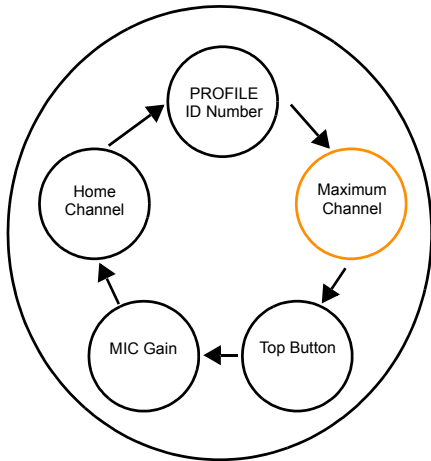 PROFILE
ID Number
Maximum
Channel
Top Button
MIC Gain
Home
Channel